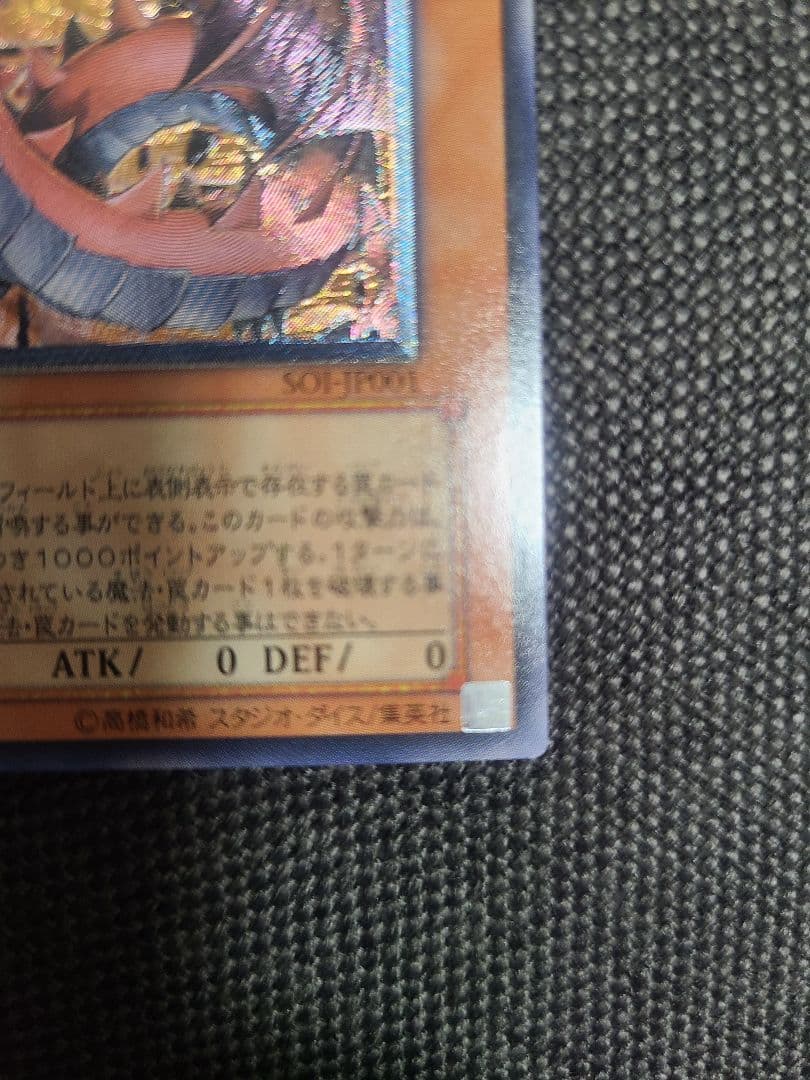 SOI-JP001
フィールド上に表側表示で存在する罠カード
喚する事ができる。このカードの攻撃力は、
つき1000ポイントアップする。1ターンに
されている魔法・罠カード1枚を破壊する事
法・罠カードを発動する事はできない。
ATK/ 0 DEF/ 0
©高橋和希 スタジオ・ダイス/集英社